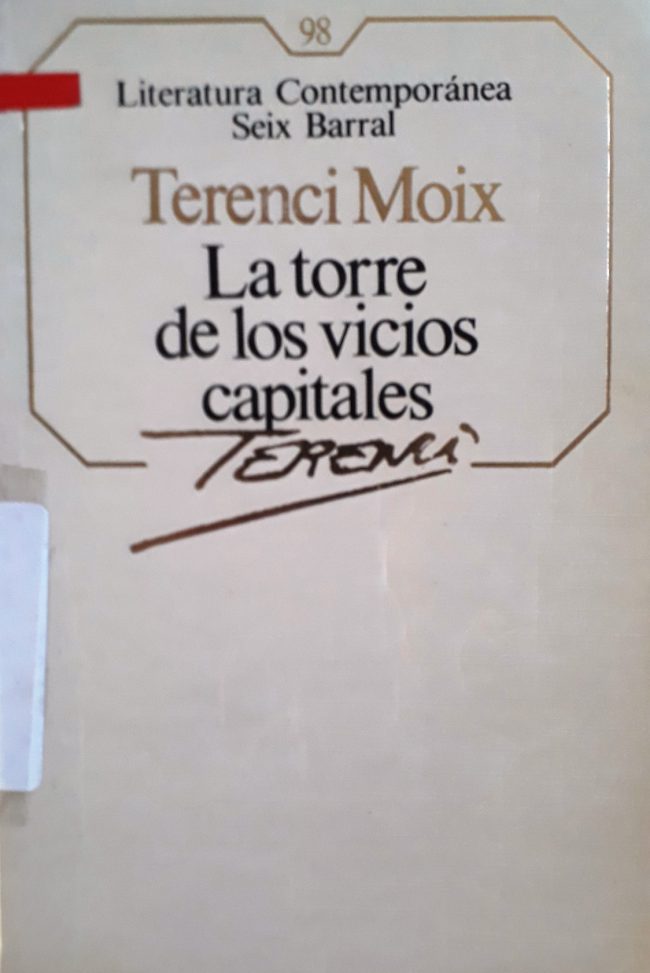 98
Literatura Contemporánea
Seix Barral
Terenci Moix
La torre
de los vicios
capitales
TERENCI